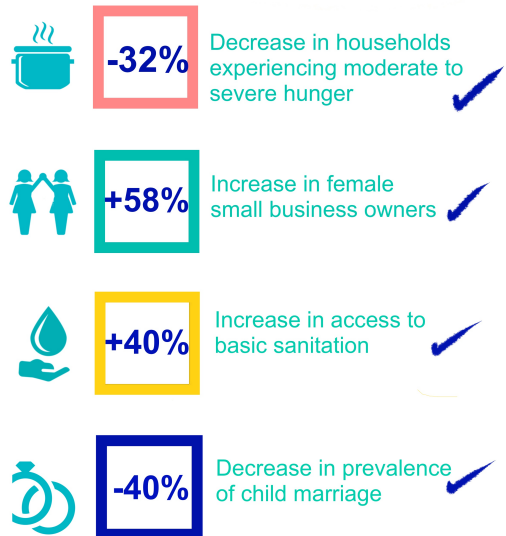 -32%
Decrease in households
experiencing moderate to
severe hunger
+58%
Increase in female
small business owners
+40%
Increase in access to
basic sanitation
-40%
Decrease in prevalence
of child marriage